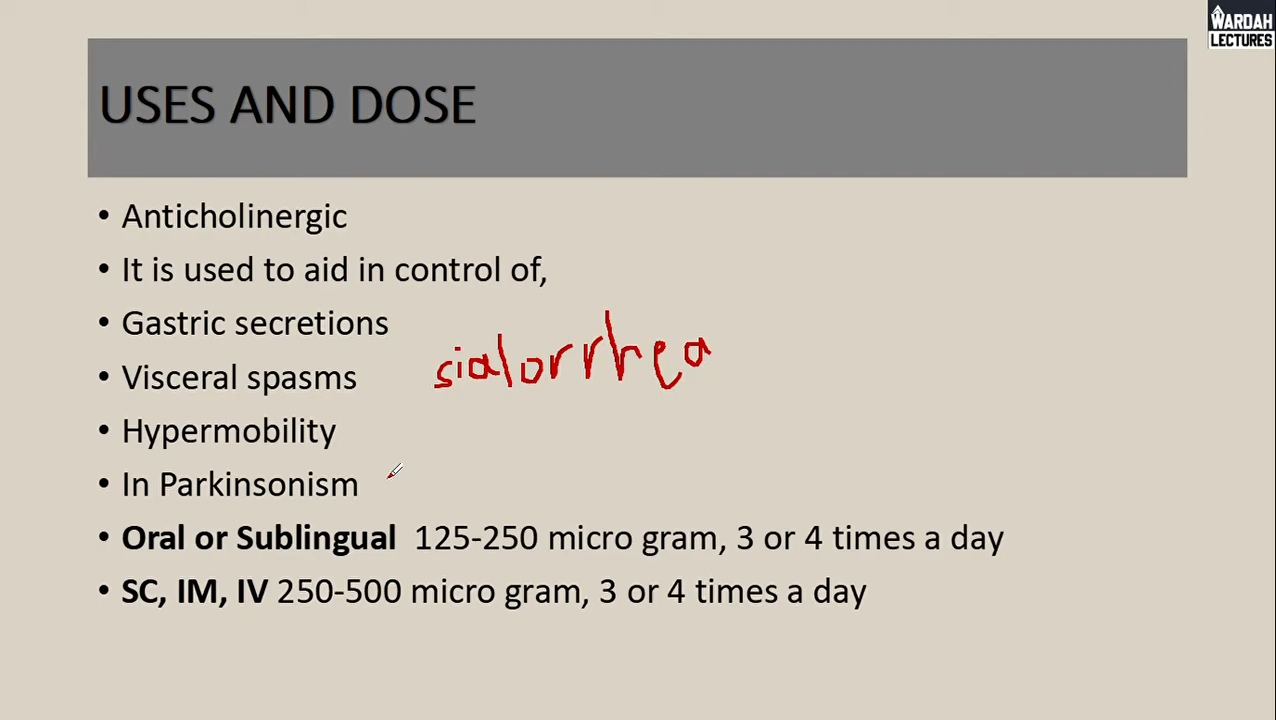 WARDAH
LECTURES
USES AND DOSE
• Anticholinergic
• It is used to aid in control of,
• Gastric secretions
sialorrhea
• Visceral spasms
• Hypermobility
• In Parkinsonism
• Oral or Sublingual 125-250 micro gram, 3 or 4 times a day
• SC, IM, IV 250-500 micro gram, 3 or 4 times a day